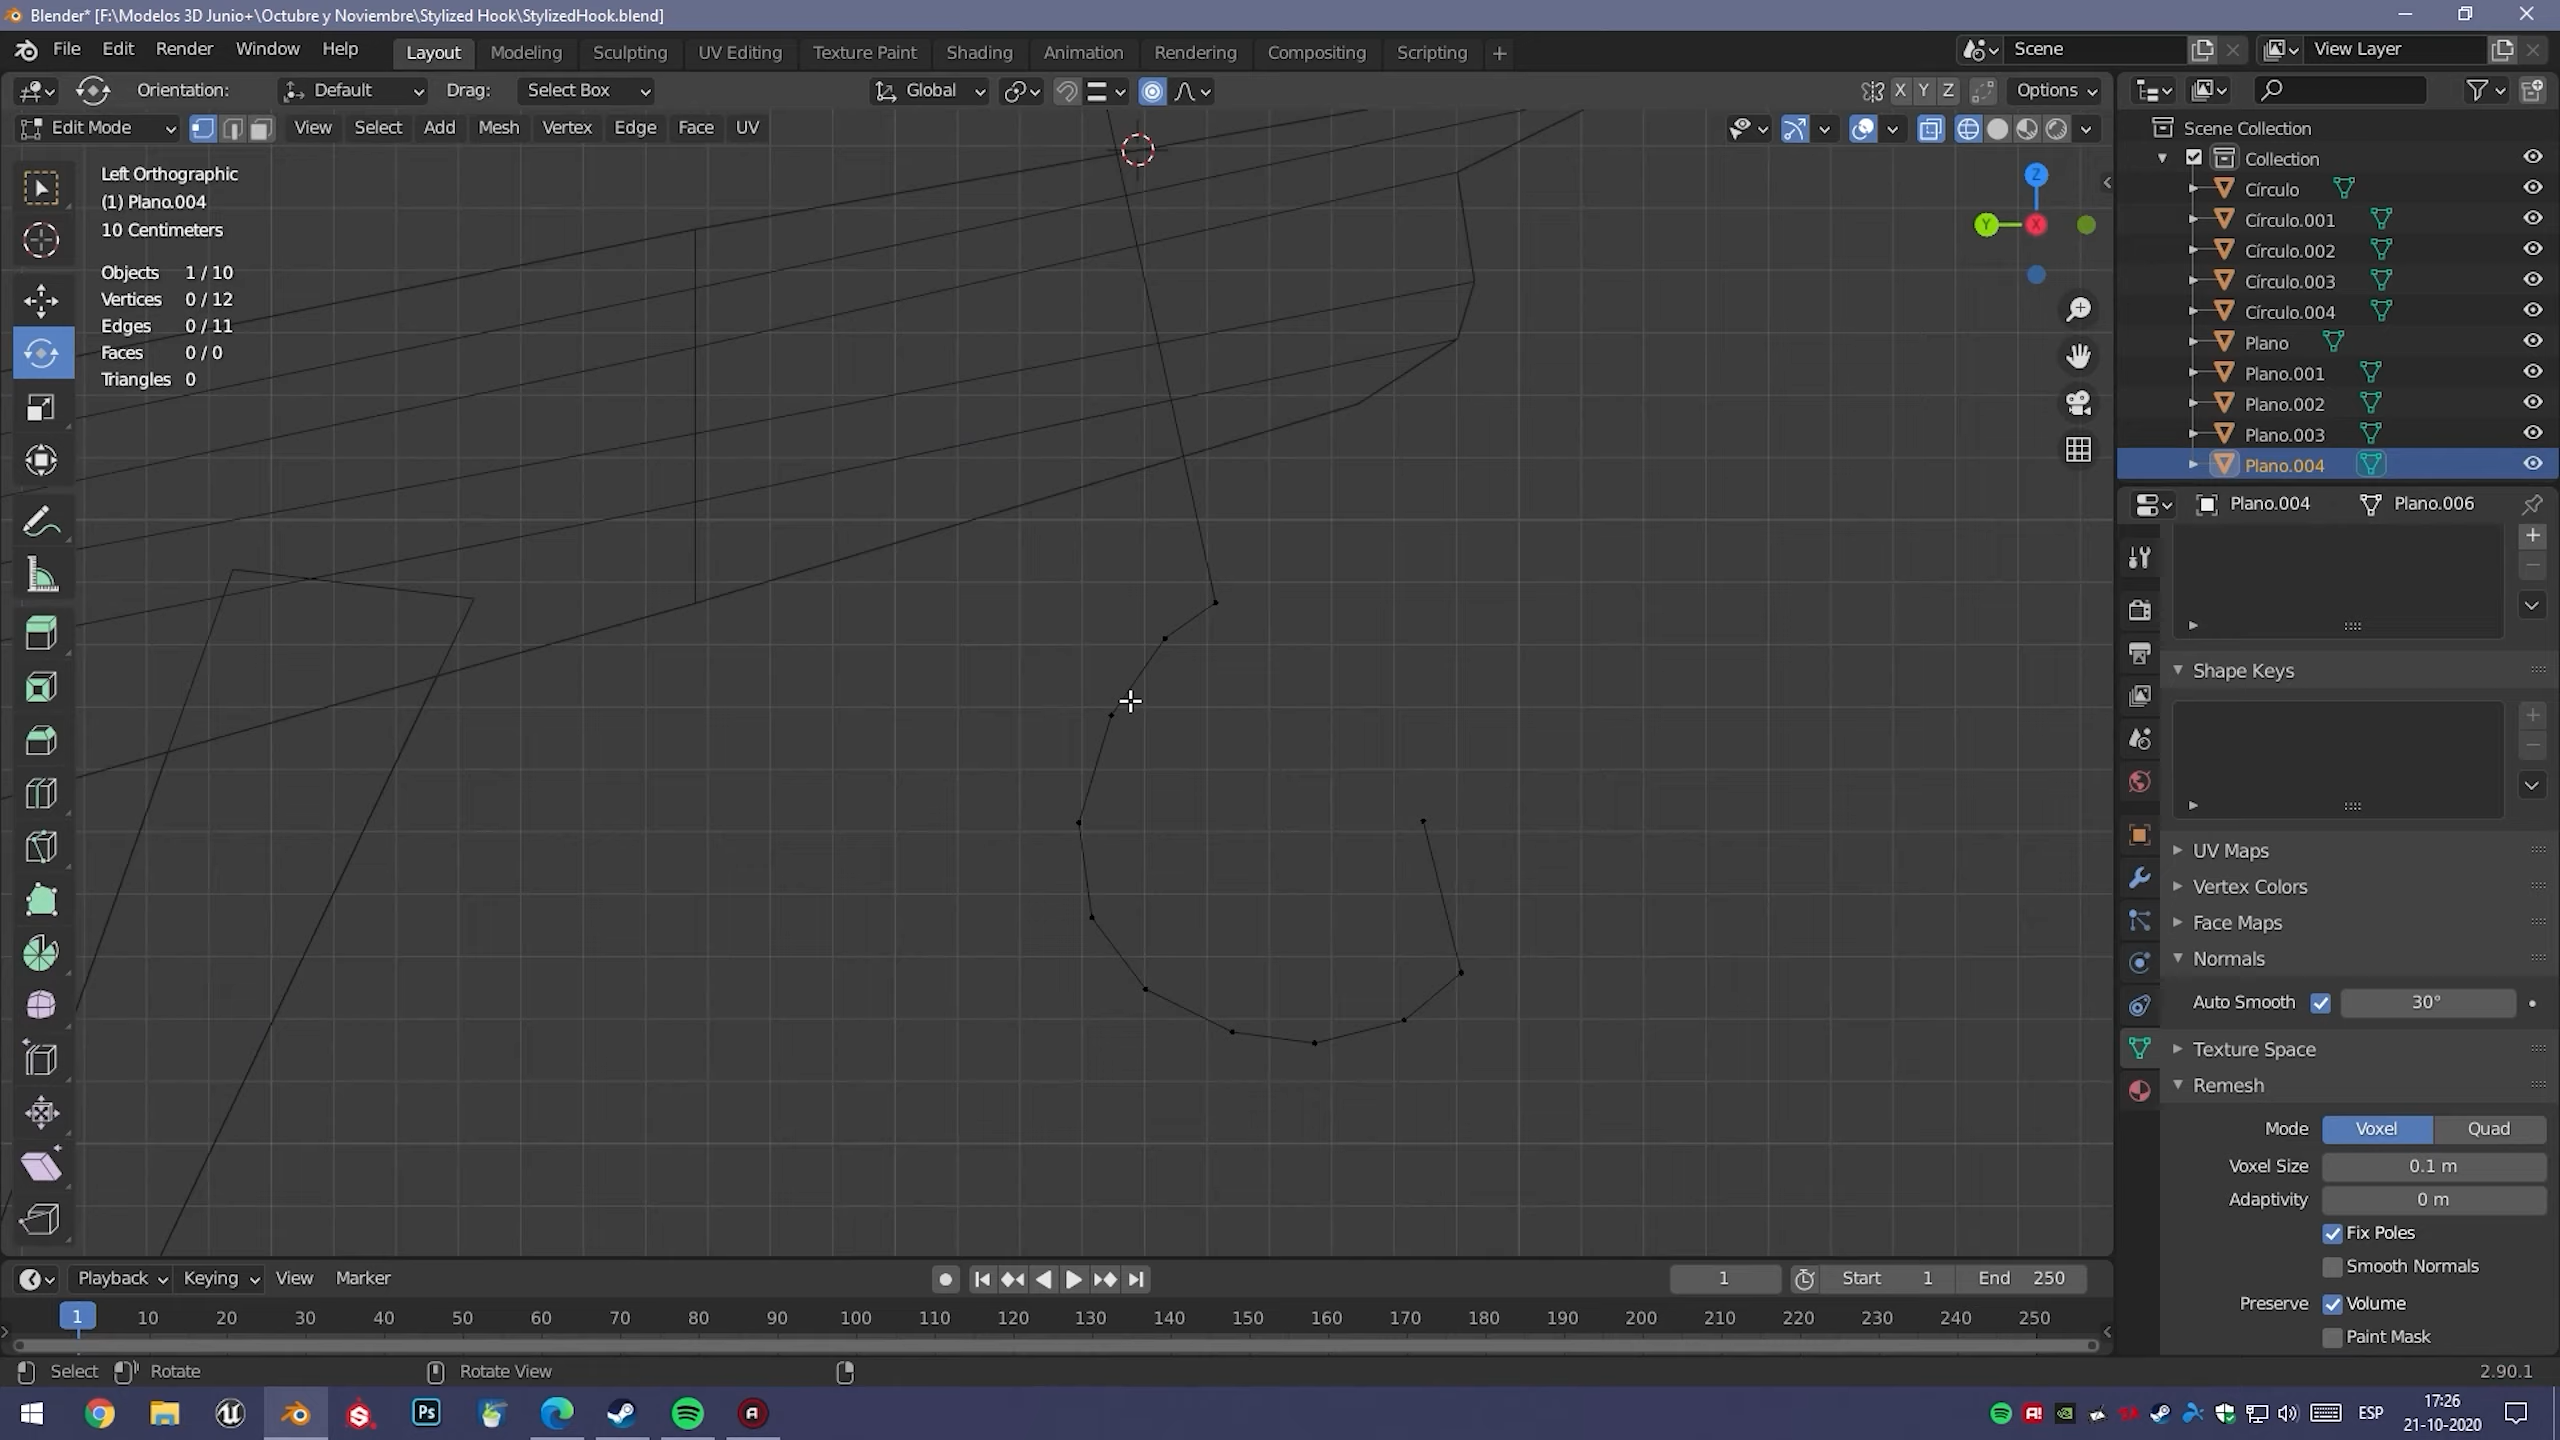 Blender* [F:\Modelos 3D Junio+\Octubre y Noviembre\Stylized Hook\StylizedHook.blend]
File Edit Render Window Help Layout Modeling Sculpting UV Editing Texture Paint Shading Animation Rendering Compositing Scripting + Scene View Layer
Orientation: Default Drag: Select Box Global X Y Z Options
Edit Mode View Select Add Mesh Vertex Edge Face UV
Left Orthographic
(1) Plano.004
10 Centimeters
Objects 1 / 10
Vertices 0 / 12
Edges 0 / 11
Faces 0 / 0
Triangles 0
Z
Y
X
Scene Collection
Collection
Círculo
Círculo.001
Círculo.002
Círculo.003
Círculo.004
Plano
Plano.001
Plano.002
Plano.003
Plano.004
Plano.004 Plano.006
Shape Keys
UV Maps
Vertex Colors
Face Maps
Normals
Auto Smooth 30°
Texture Space
Remesh
Mode Voxel Quad
Voxel Size 0.1 m
Adaptivity 0 m
Fix Poles
Smooth Normals
Preserve Volume
Paint Mask
Playback Keying View Marker 1 Start 1 End 250
1 10 20 30 40 50 60 70 80 90 100 110 120 130 140 150 160 170 180 190 200 210 220 230 240 250
Select Rotate Rotate View 2.90.1
Ps
ESP
17:26
21-10-2020